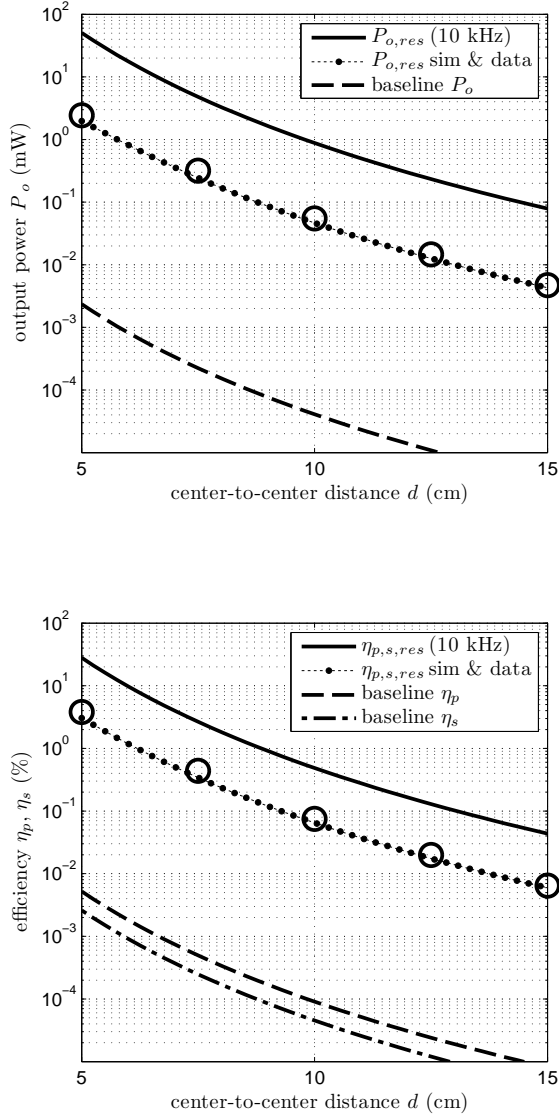 10^2
10^1
10^0
10^-1
10^-2
10^-3
10^-4
output power P_o (mW)
P_{o,res} (10 kHz)
P_{o,res} sim & data
baseline P_o
5 10 15
center-to-center distance d (cm)
10^2
10^1
10^0
10^-1
10^-2
10^-3
10^-4
efficiency η_p, η_s (%)
η_{p,s,res} (10 kHz)
η_{p,s,res} sim & data
baseline η_p
baseline η_s
5 10 15
center-to-center distance d (cm)